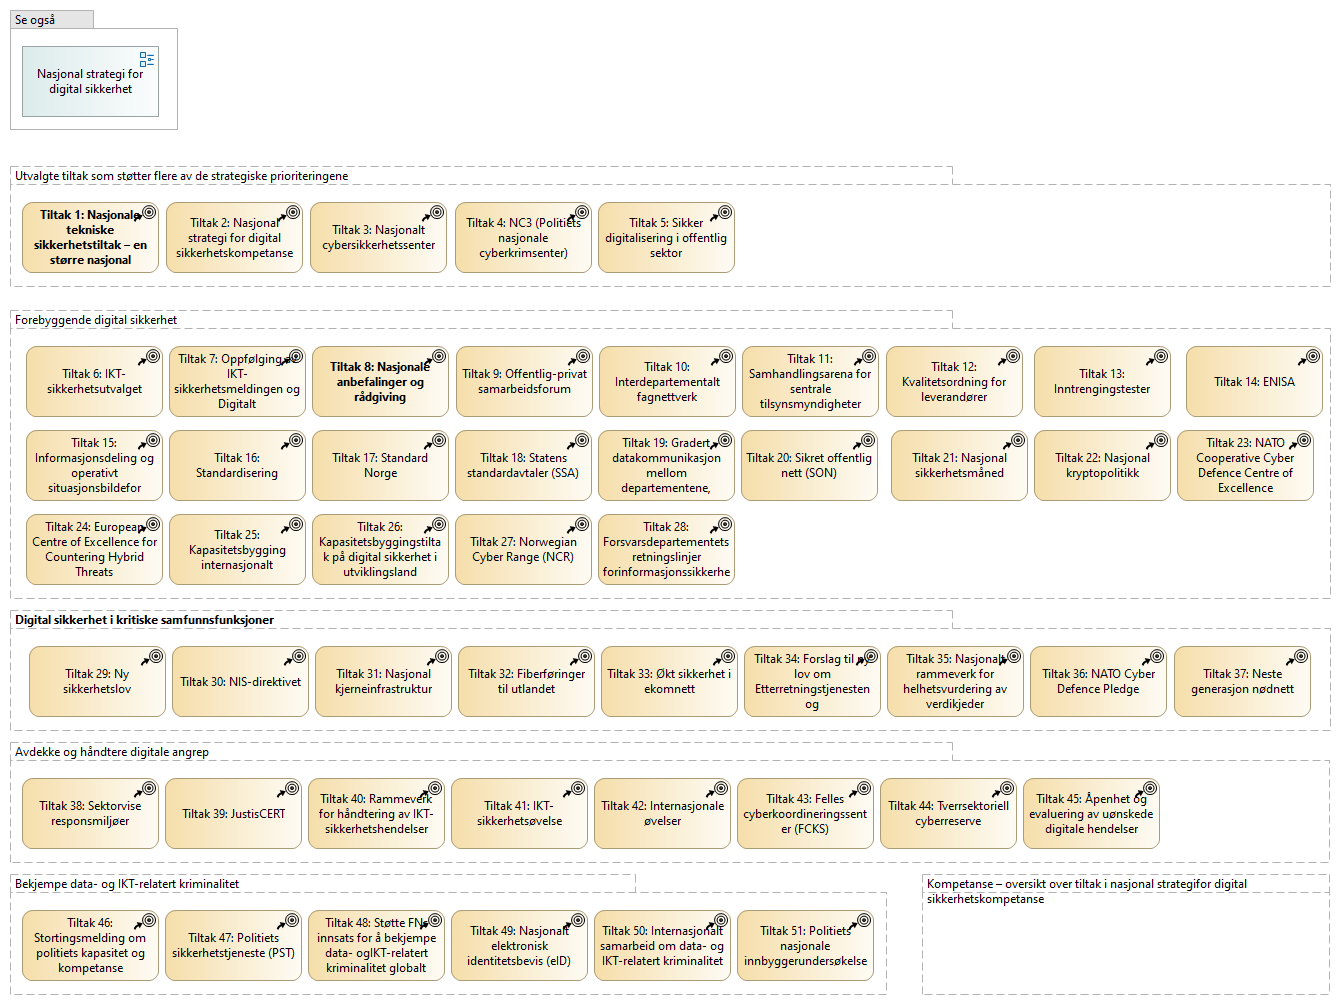 Se også
Nasjonal strategi for
digital sikkerhet
Utvalgte tiltak som støtter flere av de strategiske prioriteringene
Tiltak 1: Nasjonale
tekniske
sikkerhetstiltak – en
større nasjonal
Tiltak 2: Nasjonal
strategi for digital
sikkerhetskompetanse
Tiltak 3: Nasjonalt
cybersikkerhetssenter
Tiltak 4: NC3 (Politiets
nasjonale
cyberkrimsenter)
Tiltak 5: Sikker
digitalisering i offentlig
sektor
Forebyggende digital sikkerhet
Tiltak 6: IKT-
sikkerhetsutvalget
Tiltak 7: Oppfølging av
IKT-
sikkerhetsmeldingen og
Digitalt
Tiltak 8: Nasjonale
anbefalinger og
rådgiving
Tiltak 9: Offentlig-privat
samarbeidsforum
Tiltak 10:
Interdepartementalt
fagnettverk
Tiltak 11:
Samhandlingsarena for
sentrale
tilsynsmyndigheter
Tiltak 12:
Kvalitetsordning for
leverandører
Tiltak 13:
Inntrengingstester
Tiltak 14: ENISA
Tiltak 15:
Informasjonsdeling og
operativt
situasjonsbildefor
Tiltak 16:
Standardisering
Tiltak 17: Standard
Norge
Tiltak 18: Statens
standardavtaler (SSA)
Tiltak 19: Gradert
datakommunikasjon
mellom
departementene,
Tiltak 20: Sikret offentlig
nett (SON)
Tiltak 21: Nasjonal
sikkerhetsmåned
Tiltak 22: Nasjonal
kryptopolitikk
Tiltak 23: NATO
Cooperative Cyber
Defence Centre of
Excellence
Tiltak 24: European
Centre of Excellence for
Countering Hybrid
Threats
Tiltak 25:
Kapasitetsbygging
internasjonalt
Tiltak 26:
Kapasitetsbyggingstilta
k på digital sikkerhet i
utviklingsland
Tiltak 27: Norwegian
Cyber Range (NCR)
Tiltak 28:
Forsvarsdepartementets
retningslinjer
forinformasjonssikkerhe
Digital sikkerhet i kritiske samfunnsfunksjoner
Tiltak 29: Ny
sikkerhetslov
Tiltak 30: NIS-direktivet
Tiltak 31: Nasjonal
kjerneinfrastruktur
Tiltak 32: Fiberføringer
til utlandet
Tiltak 33: Økt sikkerhet i
ekomnett
Tiltak 34: Forslag til ny
lov om
Etterretningstjenesten
og
Tiltak 35: Nasjonalt
rammeverk for
helhetsvurdering av
verdikjeder
Tiltak 36: NATO Cyber
Defence Pledge
Tiltak 37: Neste
generasjon nødnett
Avdekke og håndtere digitale angrep
Tiltak 38: Sektorvise
responsmiljøer
Tiltak 39: JustisCERT
Tiltak 40: Rammeverk
for håndtering av IKT-
sikkerhetshendelser
Tiltak 41: IKT-
sikkerhetsøvelse
Tiltak 42: Internasjonale
øvelser
Tiltak 43: Felles
cyberkoordineringssent
er (FCKS)
Tiltak 44: Tverrsektoriell
cyberreserve
Tiltak 45: Åpenhet og
evaluering av uønskede
digitale hendelser
Bekjempe data- og IKT-relatert kriminalitet
Tiltak 46:
Stortingsmelding om
politiets kapasitet og
kompetanse
Tiltak 47: Politiets
sikkerhetstjeneste (PST)
Tiltak 48: Støtte FNs
innsats for å bekjempe
data- ogIKT-relatert
kriminalitet globalt
Tiltak 49: Nasjonalt
elektronisk
identitetsbevis (eID)
Tiltak 50: Internasjonalt
samarbeid om data- og
IKT-relatert kriminalitet
Tiltak 51: Politiets
nasjonale
innbyggerundersøkelse
Kompetanse – oversikt over tiltak i nasjonal strategifor digital
sikkerhetskompetanse